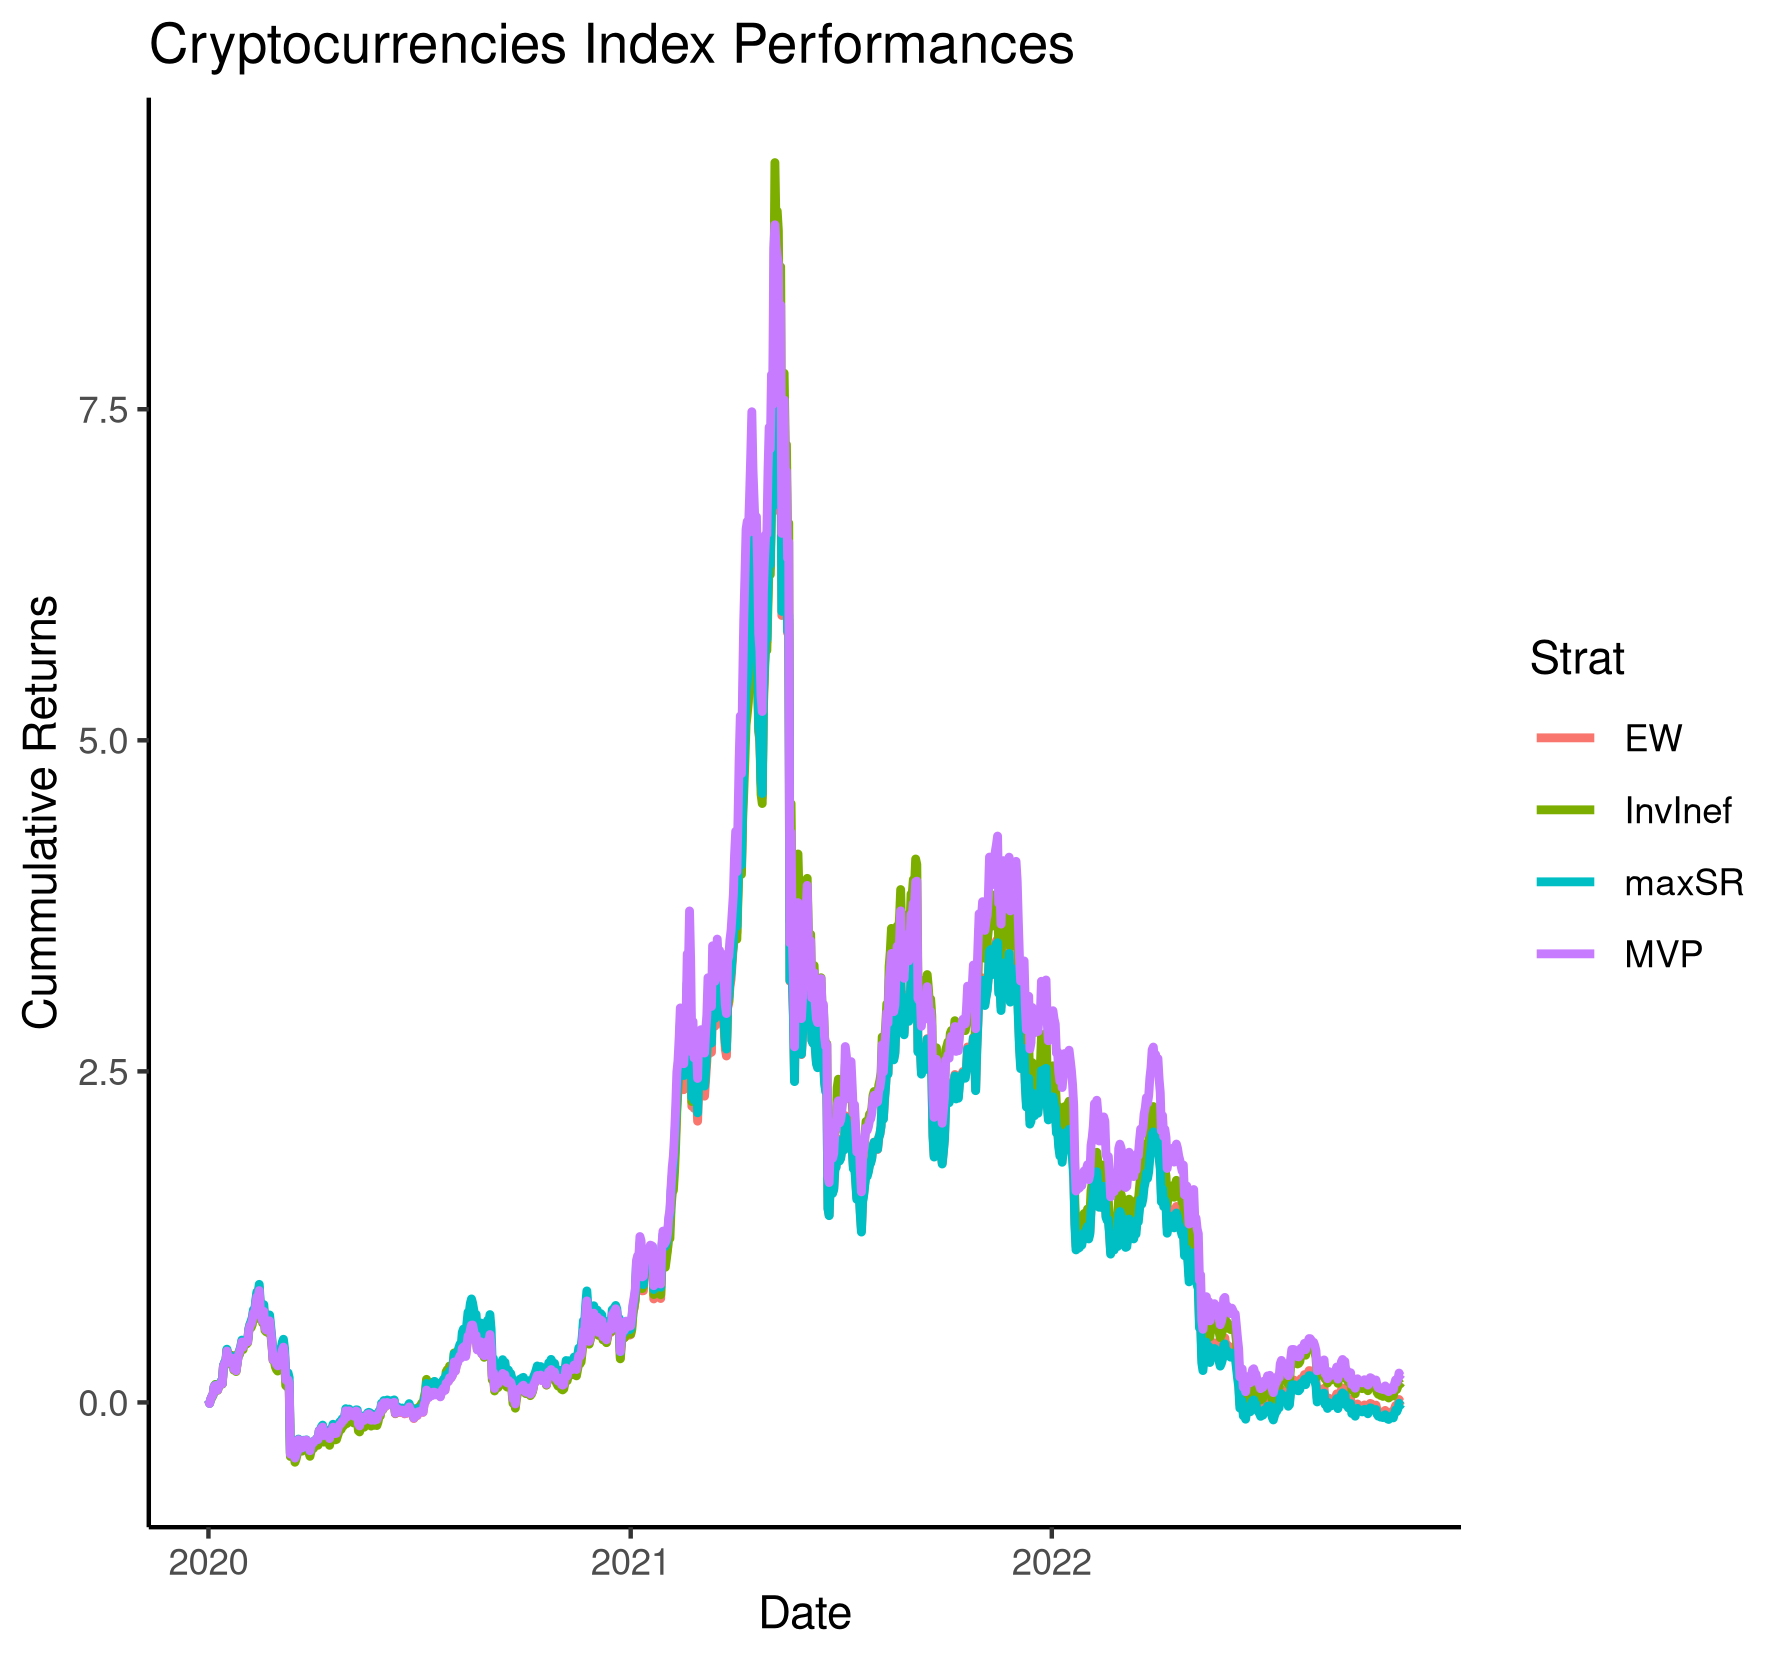 Cryptocurrencies Index Performances
Cummulative Returns
7.5
5.0
2.5
0.0
2020
2021
2022
Date
Strat
EW
InvInef
maxSR
MVP